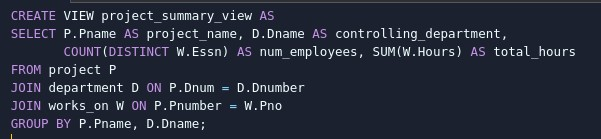 CREATE VIEW project_summary_view AS
SELECT P.Pname AS project_name, D.Dname AS controlling_department,
       COUNT(DISTINCT W.Essn) AS num_employees, SUM(W.Hours) AS total_hours
FROM project P
JOIN department D ON P.Dnum = D.Dnumber
JOIN works_on W ON P.Pnumber = W.Pno
GROUP BY P.Pname, D.Dname;